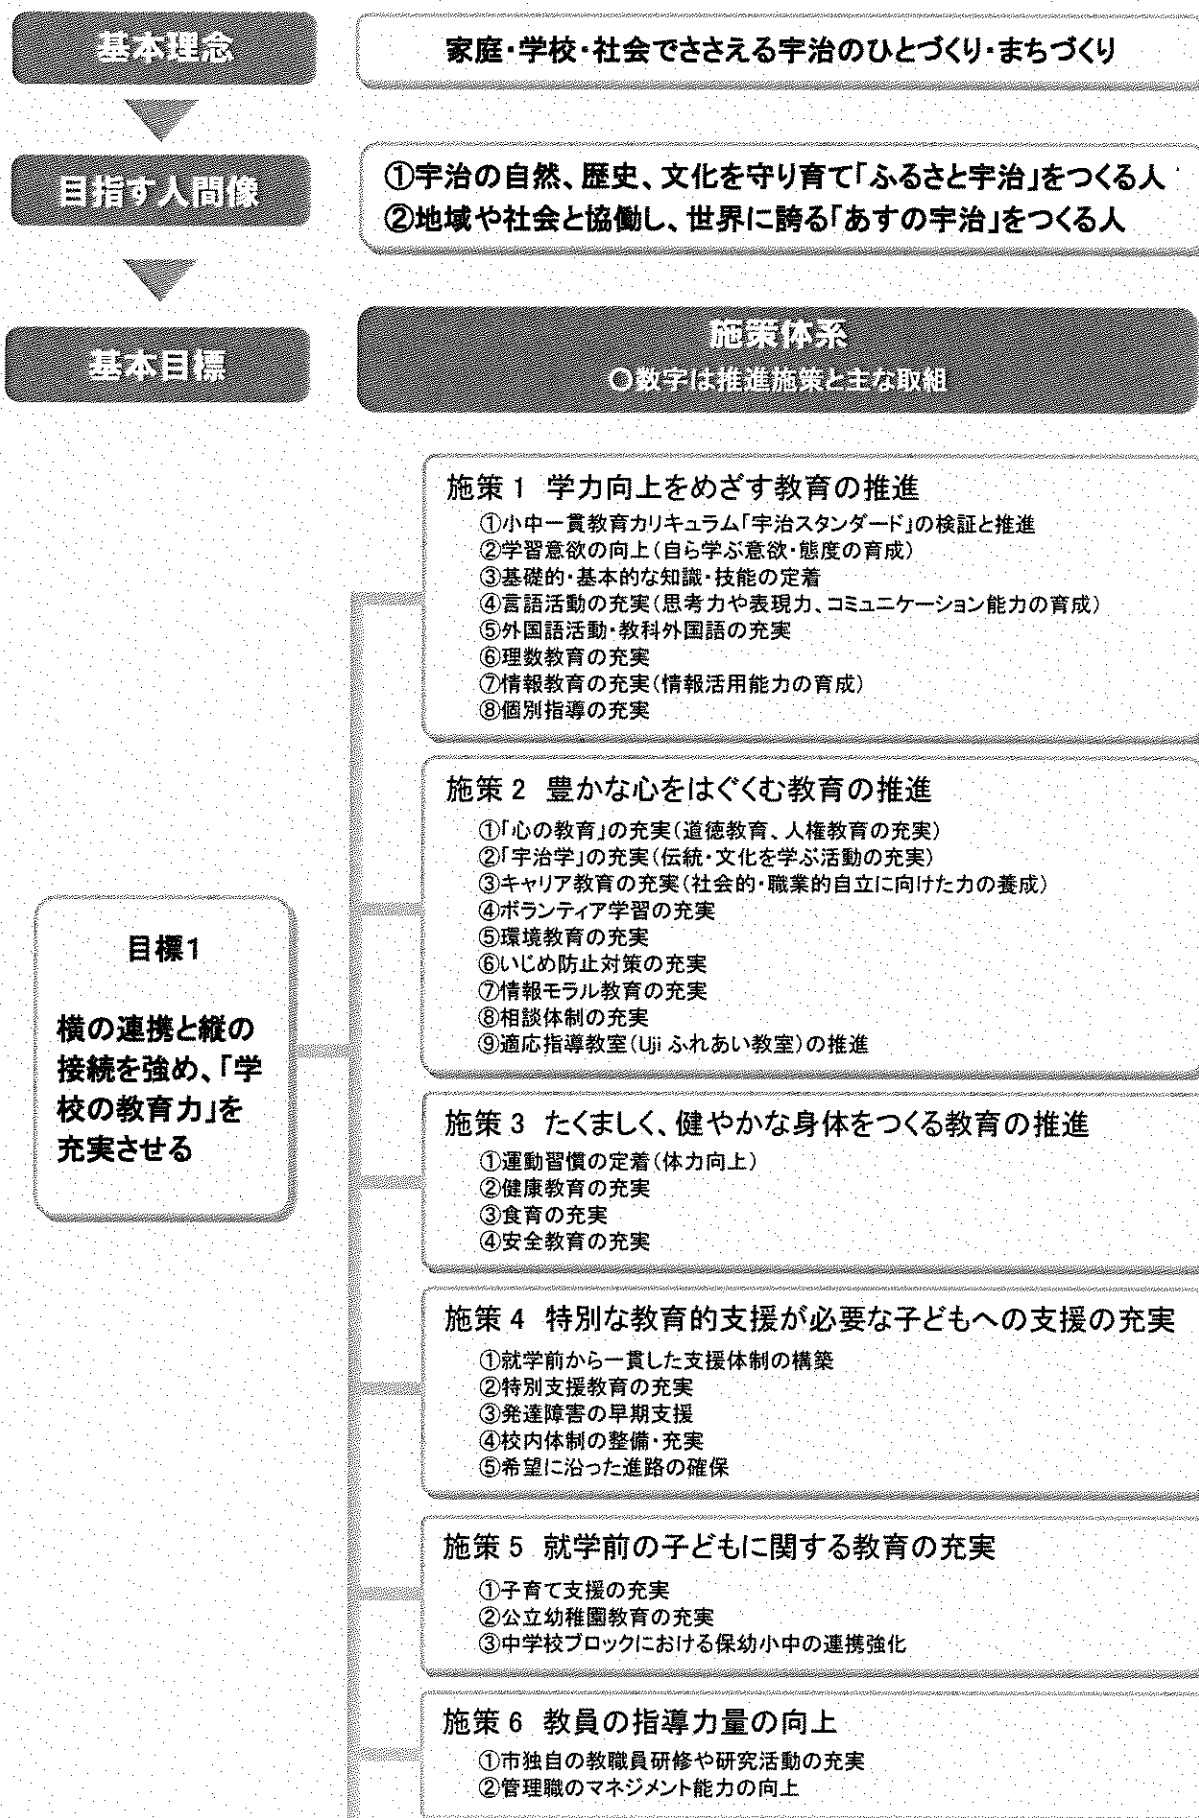 基本理念
家庭・学校・社会でささえる宇治のひとづくり・まちづくり
目指す人間像
①宇治の自然、歴史、文化を守り育て「ふるさと宇治」をつくる人
②地域や社会と協働し、世界に誇る「あすの宇治」をつくる人
基本目標
施策体系
〇数字は推進施策と主な取組
目標1
横の連携と縦の
接続を強め、「学
校の教育力」を
充実させる
施策 1 学力向上をめざす教育の推進
①小中一貫教育カリキュラム「宇治スタンダード」の検証と推進
②学習意欲の向上(自ら学ぶ意欲・態度の育成)
③基礎的・基本的な知識・技能の定着
④言語活動の充実(思考力や表現力、コミュニケーション能力の育成)
⑤外国語活動・教科外国語の充実
⑥理数教育の充実
⑦情報教育の充実(情報活用能力の育成)
⑧個別指導の充実
施策 2 豊かな心をはぐくむ教育の推進
①「心の教育」の充実(道徳教育、人権教育の充実)
②「宇治学」の充実(伝統・文化を学ぶ活動の充実)
③キャリア教育の充実(社会的・職業的自立に向けた力の養成)
④ボランティア学習の充実
⑤環境教育の充実
⑥いじめ防止対策の充実
⑦情報モラル教育の充実
⑧相談体制の充実
⑨適応指導教室(Uji ふれあい教室)の推進
施策 3 たくましく、健やかな身体をつくる教育の推進
①運動習慣の定着(体力向上)
②健康教育の充実
③食育の充実
④安全教育の充実
施策 4 特別な教育的支援が必要な子どもへの支援の充実
①就学前から一貫した支援体制の構築
②特別支援教育の充実
③発達障害の早期支援
④校内体制の整備・充実
⑤希望に沿った進路の確保
施策 5 就学前の子どもに関する教育の充実
①子育て支援の充実
②公立幼稚園教育の充実
③中学校ブロックにおける保幼小中の連携強化
施策 6 教員の指導力量の向上
①市独自の教職員研修や研究活動の充実
②管理職のマネジメント能力の向上